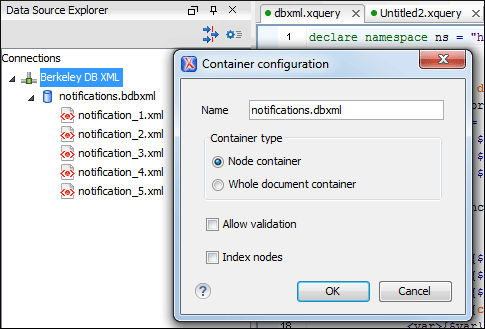 Data Source Explorer
Connections
Berkeley DB XML
notifications.bdbxml
notification_1.xml
notification_2.xml
notification_3.xml
notification_4.xml
notification_5.xml
dbxml.xquery
Untitled2.xquery
1 declare namespace ns = "h
Container configuration
Name notifications.dbxml
Container type
Node container
Whole document container
Allow validation
Index nodes
? OK Cancel
18 <var>{$var}